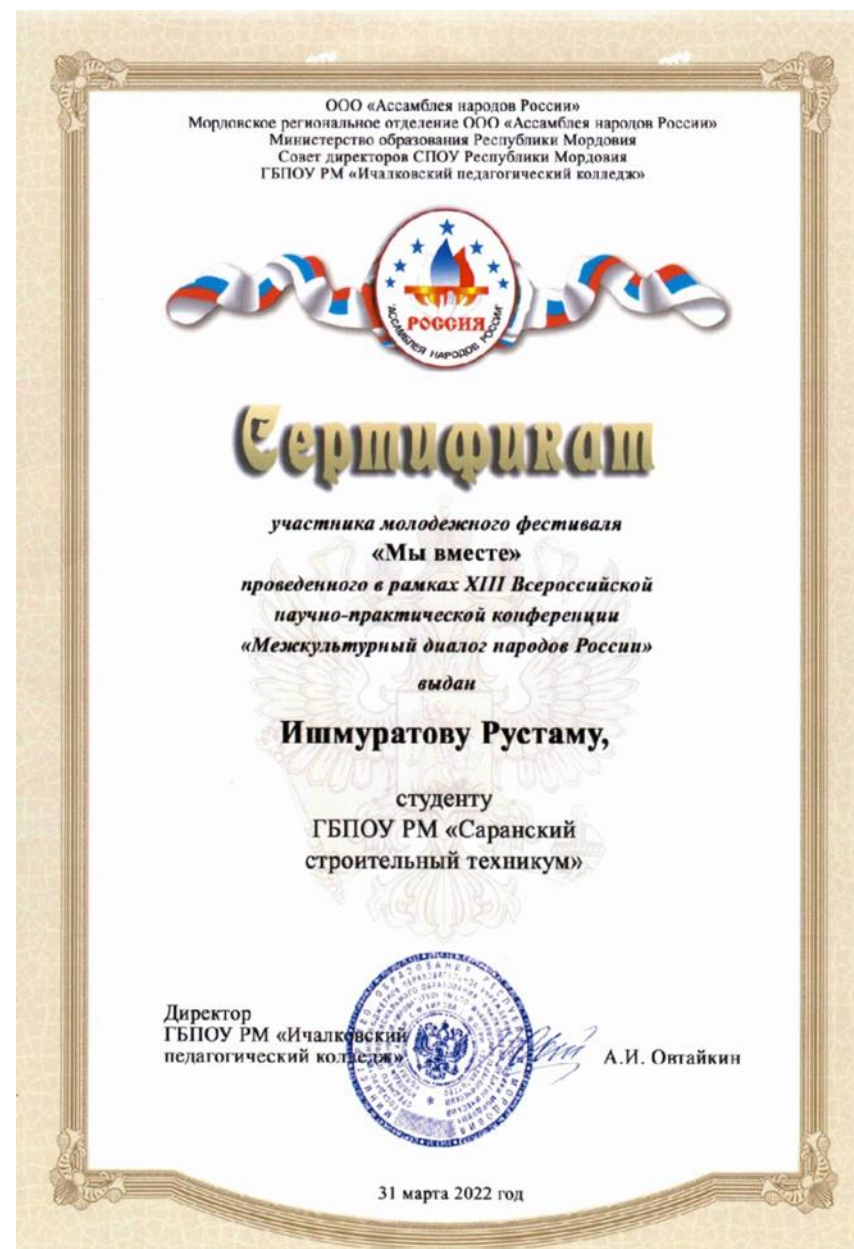 ООО «Ассамблея народов России»
Мордовское региональное отделение ООО «Ассамблея народов России»
Министерство образования Республики Мордовия
Совет директоров СПОУ Республики Мордовия
ГБПОУ РМ «Ичалковский педагогический колледж»
РОССИЯ
"АССАМБЛЕЯ НАРОДОВ РОССИИ"
Сертификат
участника молодежного фестиваля
«Мы вместе»
проведенного в рамках XIII Всероссийской
научно-практической конференции
«Межкультурный диалог народов России»
выдан
Ишмуратову Рустаму,
студенту
ГБПОУ РМ «Саранский
строительный техникум»
Директор
ГБПОУ РМ «Ичалковский
педагогический колледж»
А.И. Овтайкин
31 марта 2022 год